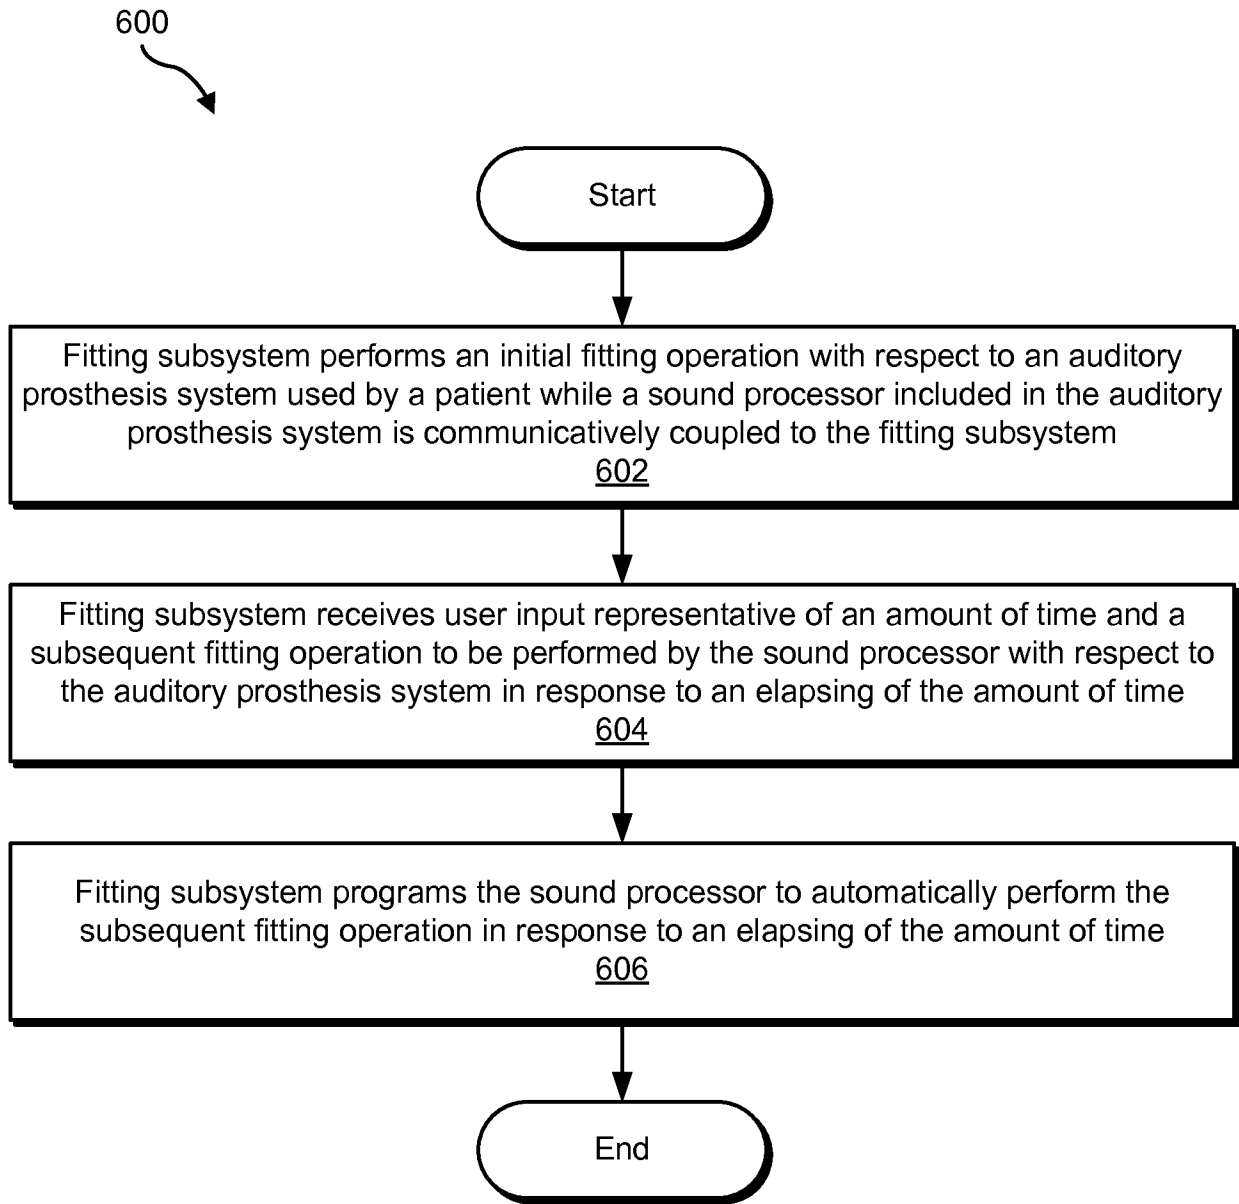 600
Start
Fitting subsystem performs an initial fitting operation with respect to an auditory
prosthesis system used by a patient while a sound processor included in the auditory
prosthesis system is communicatively coupled to the fitting subsystem
602
Fitting subsystem receives user input representative of an amount of time and a
subsequent fitting operation to be performed by the sound processor with respect to
the auditory prosthesis system in response to an elapsing of the amount of time
604
Fitting subsystem programs the sound processor to automatically perform the
subsequent fitting operation in response to an elapsing of the amount of time
606
End